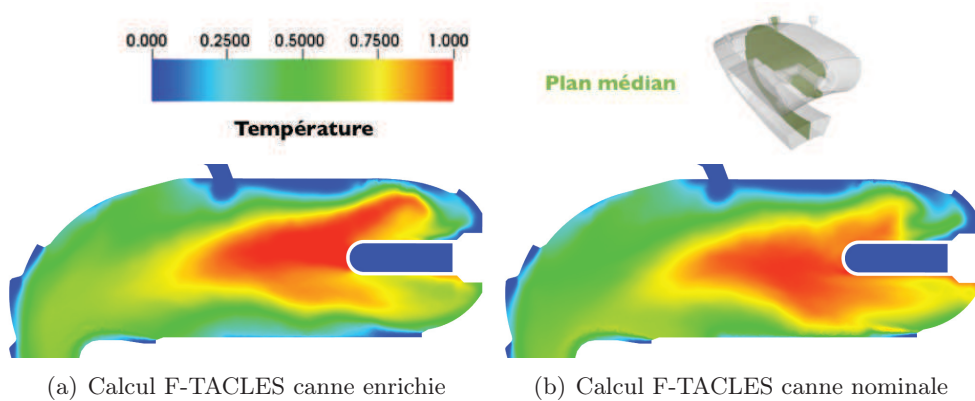 0.000 0.2500 0.5000 0.7500 1.000
Température
Plan médian
(a) Calcul F-TACLES canne enrichie
(b) Calcul F-TACLES canne nominale